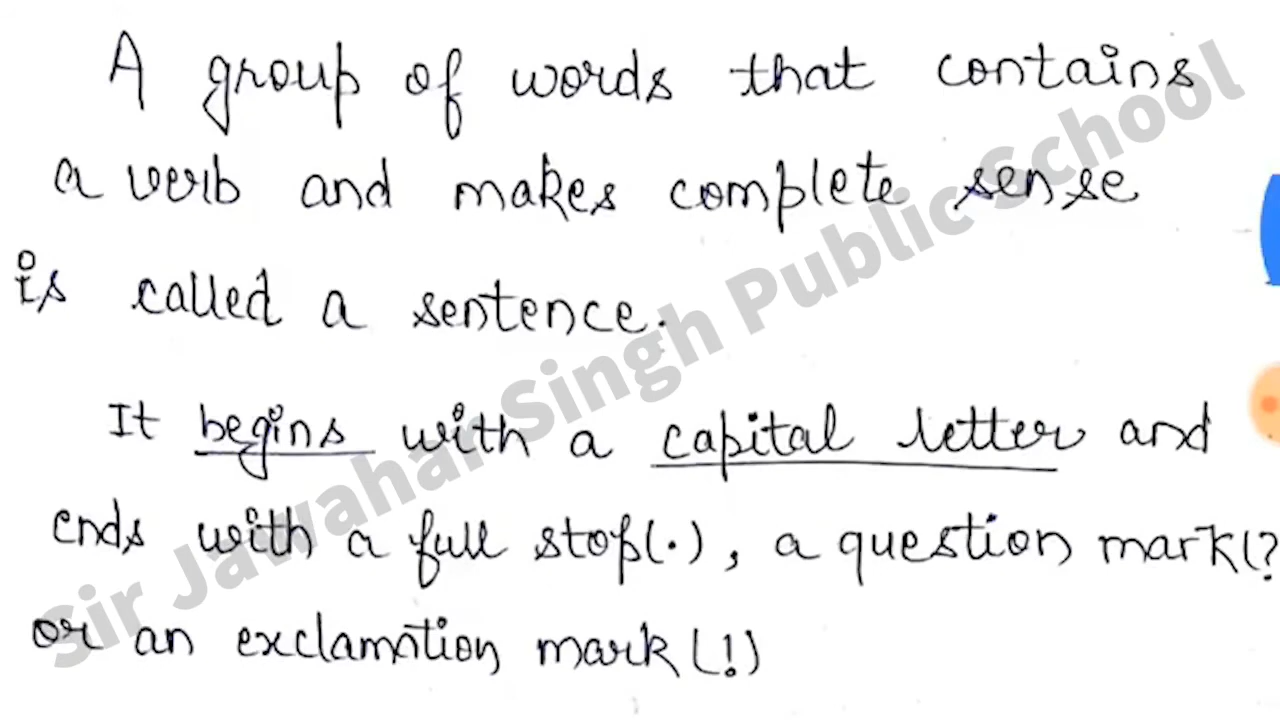 A group of words that contains
a verb and makes complete sense
is called a sentence.
It begins with a capital letter and
ends with a full stop(.), a question mark(?
or an exclamation mark(!)
Sir Jawahar Singh Public School